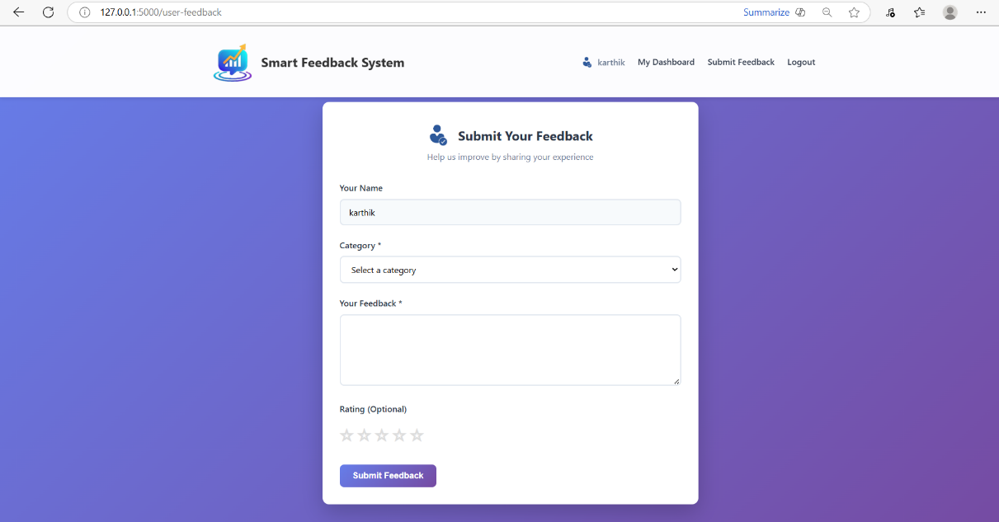 127.0.0.1:5000/user-feedback Summarize
Smart Feedback System karthik My Dashboard Submit Feedback Logout
Submit Your Feedback
Help us improve by sharing your experience
Your Name
karthik
Category *
Select a category
Your Feedback *
Rating (Optional)
Submit Feedback